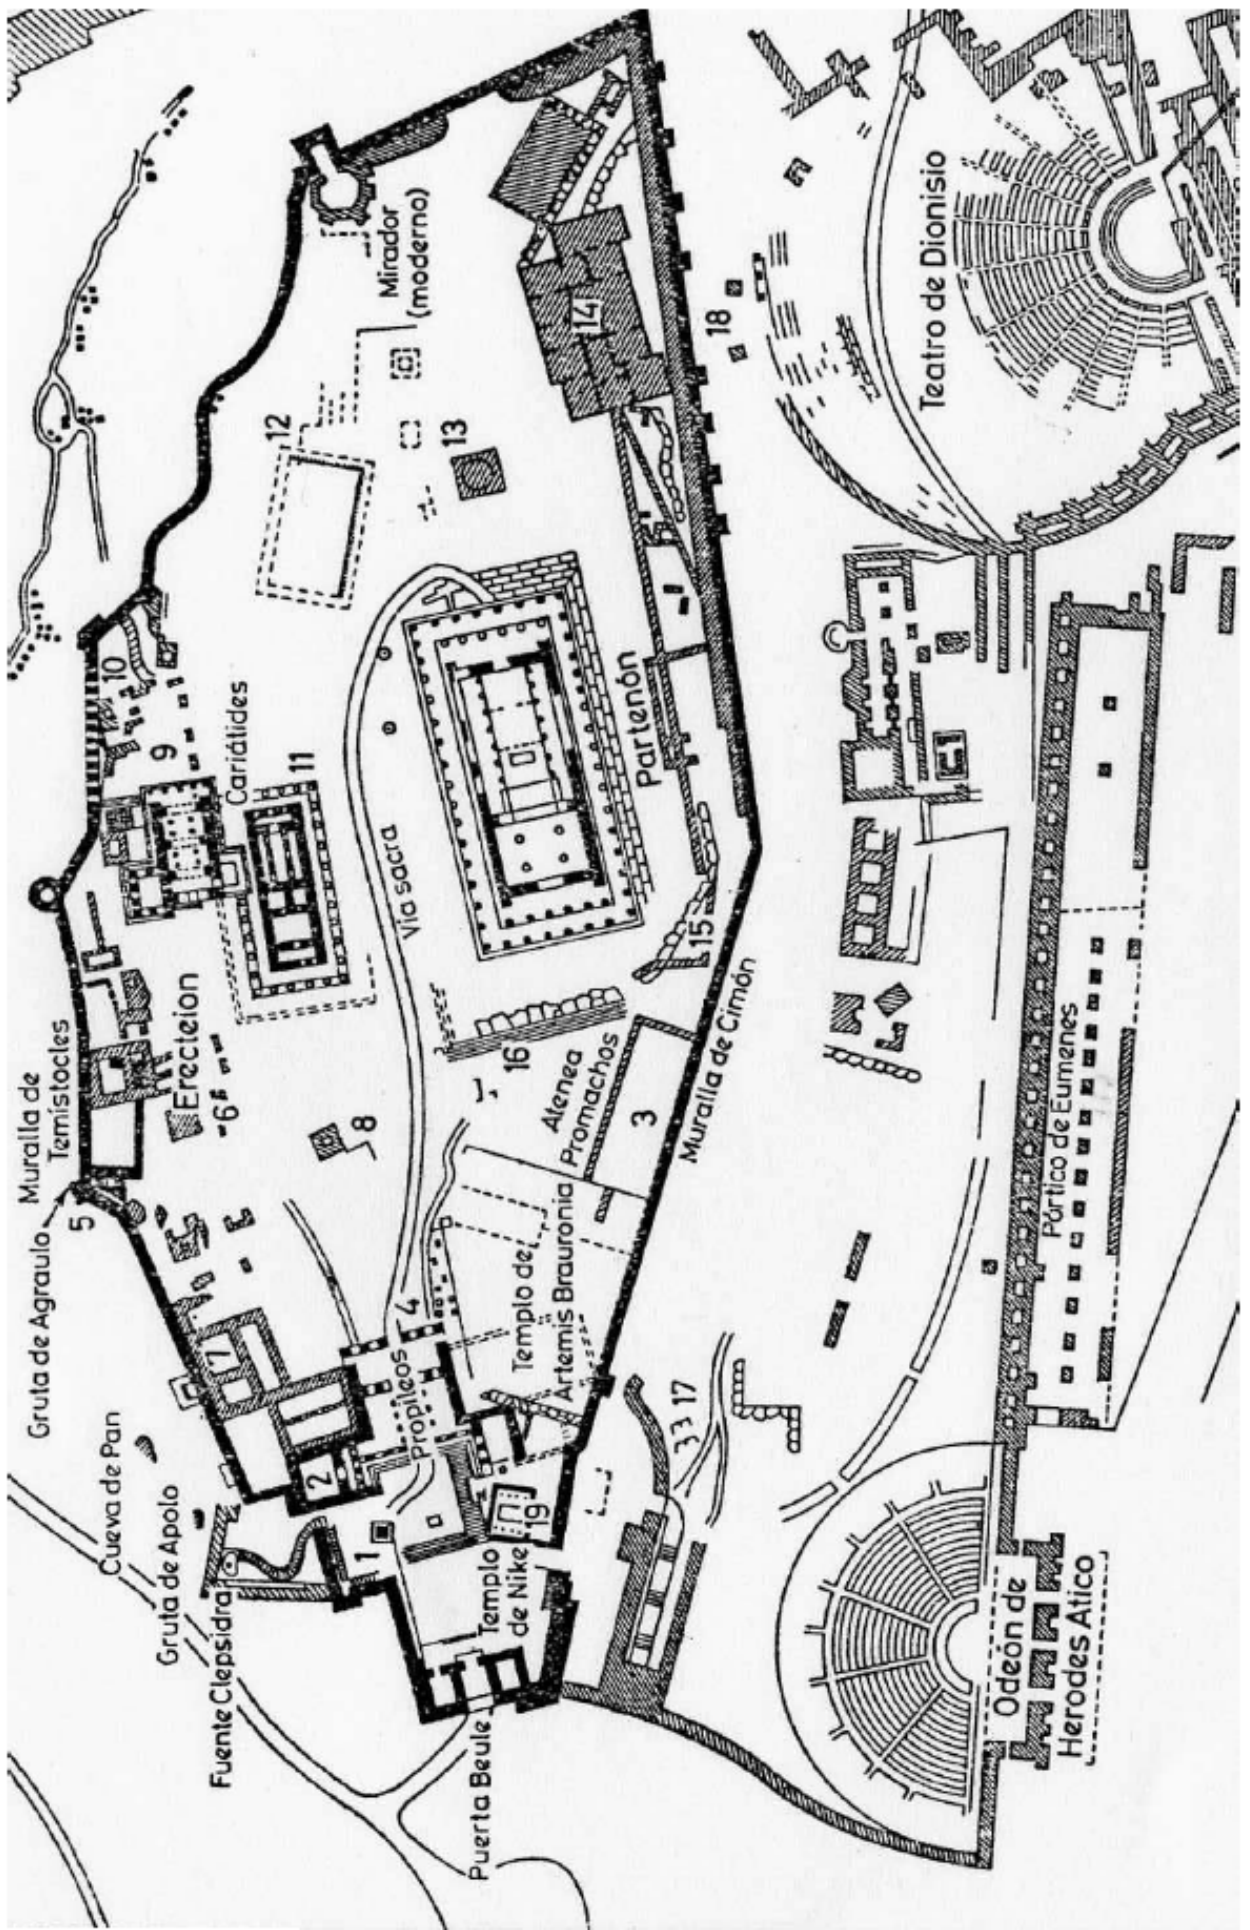 Gruta de Agraulo
5
Muralla de
Temístocles
Cueva de Pan
Gruta de Apolo
Fuente Clepsidra
Puerta Beule
Templo
de Nike
19
1
2
7
Propíleos
4
Erecteion
6
8
9
10
Cariátides
11
12
13
Mirador
(moderno)
14
Vía sacra
Partenón
15
16
Atenea
Promachos
3
Templo de
Artemis Brauronia
Muralla de Cimón
17
18
Teatro de Dionisio
Pórtico de Eumenes
Odeón de
Herodes Atico